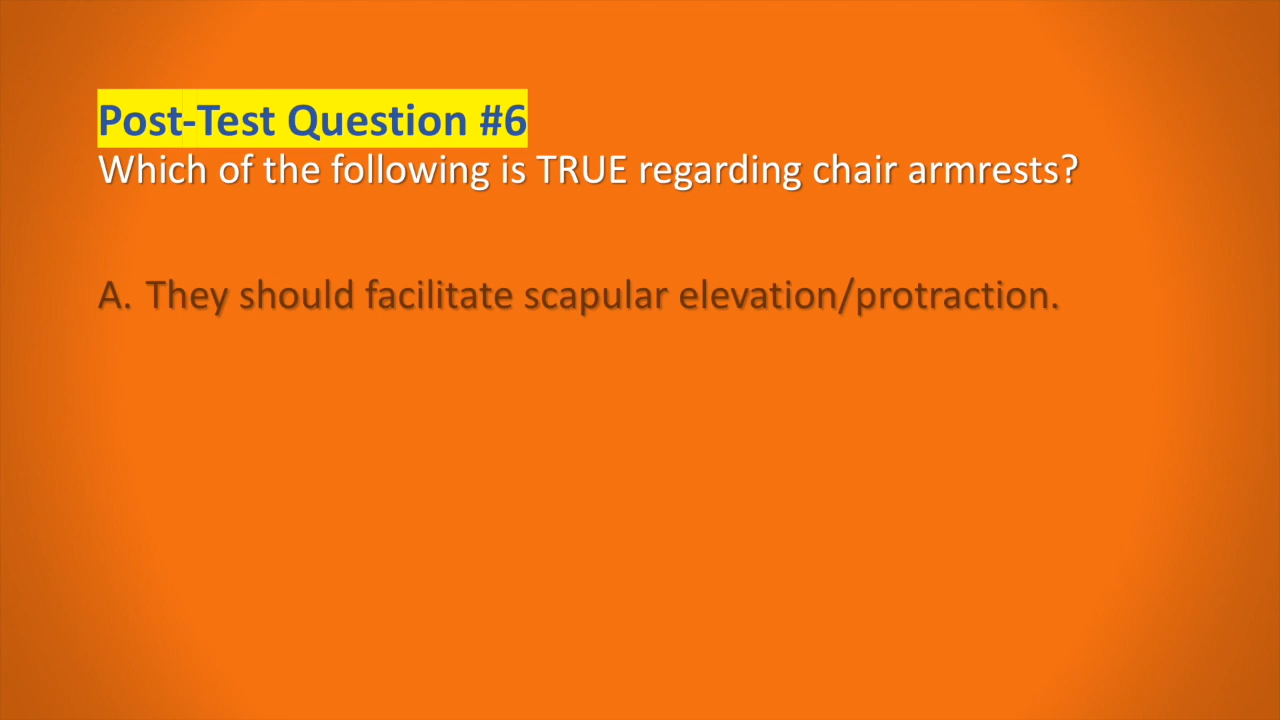 Post-Test Question #6
Which of the following is TRUE regarding chair armrests?
A. They should facilitate scapular elevation/protraction.